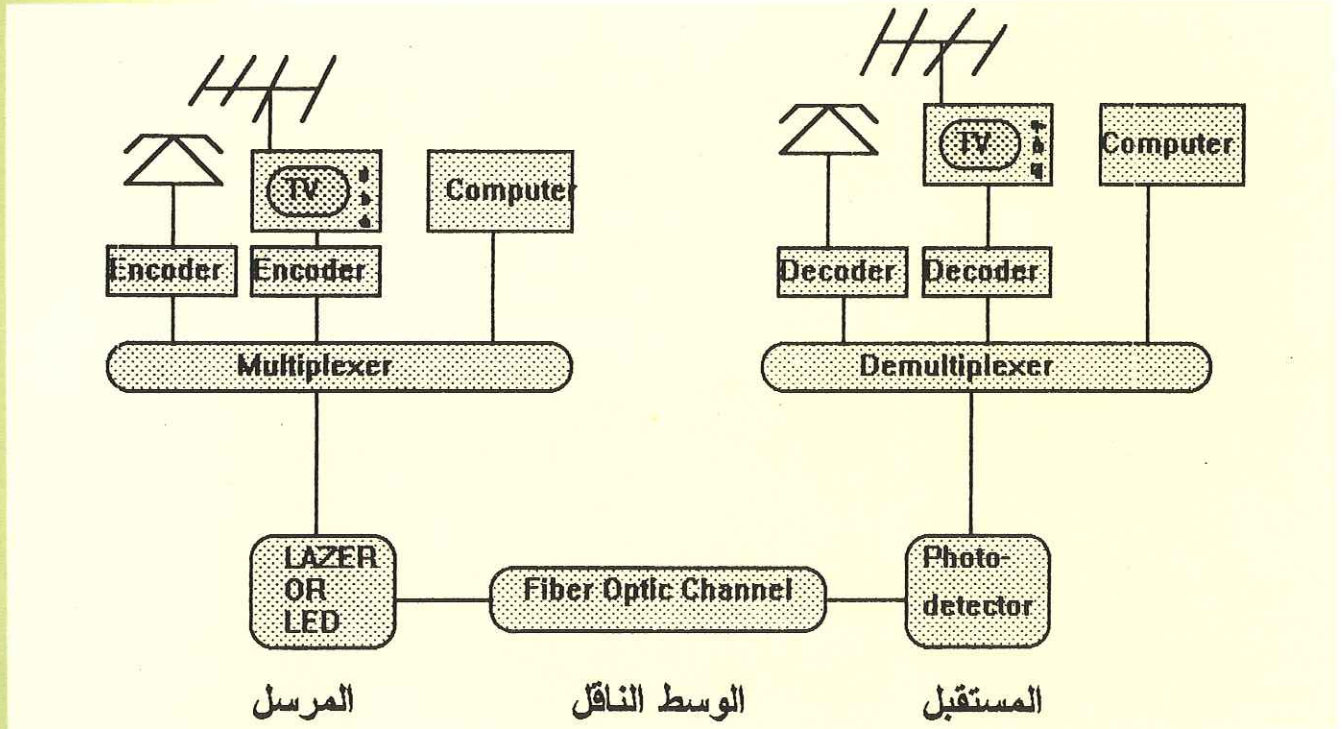 TV
Computer
Encoder
Encoder
Multiplexer
LAZER
OR
LED
Fiber Optic Channel
TV
Computer
Decoder
Decoder
Demultiplexer
Photo-
detector
المرسل
الوسط الناقل
المستقبل